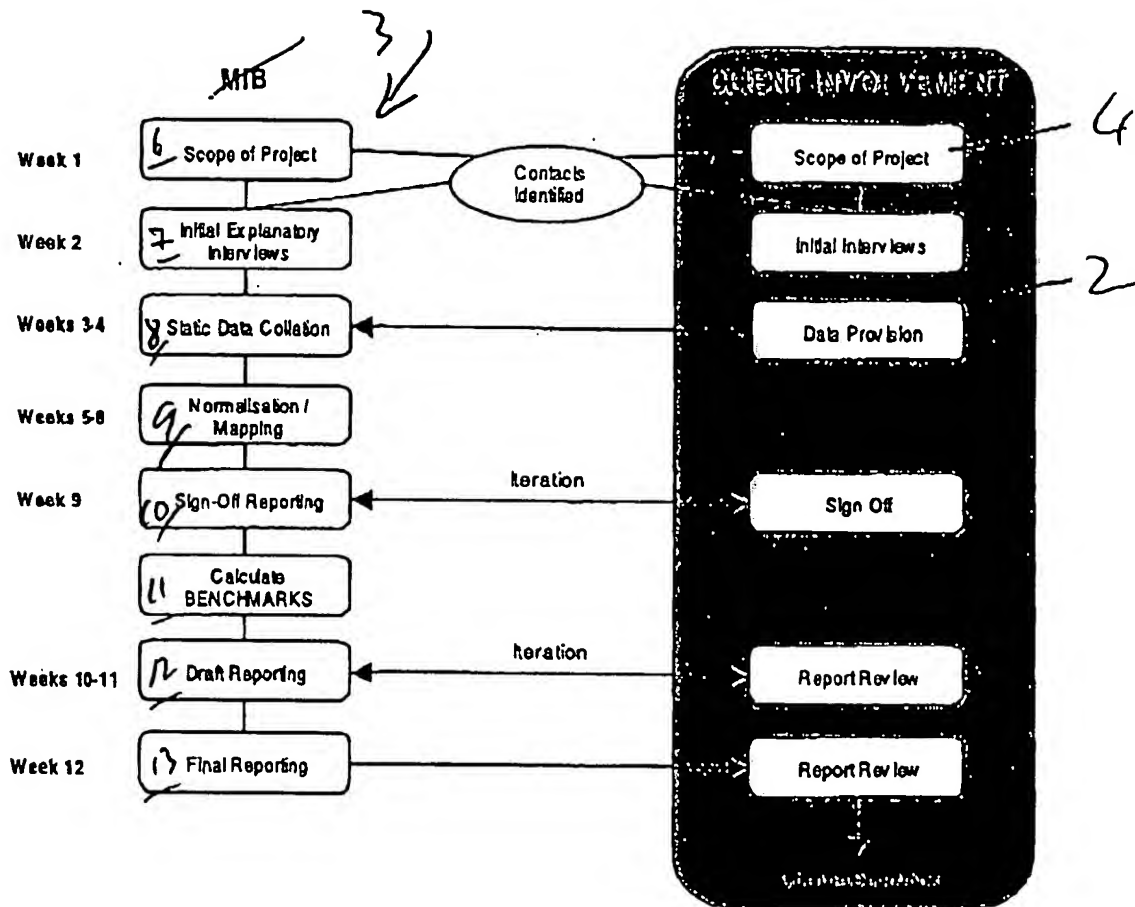 MIB
3
CLIENT INVOLVEMENT
Week 1
6 Scope of Project
Contacts
Identified
Scope of Project
4
Week 2
7 Initial Explanatory
Interviews
Initial Interviews
2
Weeks 3-4
8 Static Data Collation
Data Provision
Weeks 5-8
9 Normalisation /
Mapping
Week 9
10 Sign-Off Reporting
Iteration
Sign Off
11 Calculate
BENCHMARKS
Weeks 10-11
12 Draft Reporting
Iteration
Report Review
Week 12
13 Final Reporting
Report Review